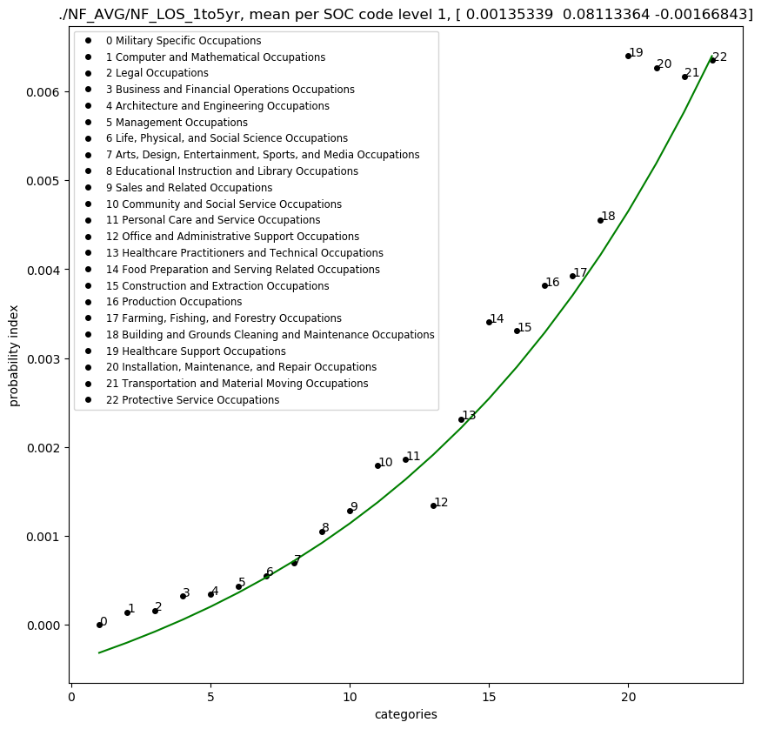 ./NF_AVG/NF_LOS_1to5yr, mean per SOC code level 1, [ 0.00135339  0.08113364 -0.00166843]
0 Military Specific Occupations
1 Computer and Mathematical Occupations
2 Legal Occupations
3 Business and Financial Operations Occupations
4 Architecture and Engineering Occupations
5 Management Occupations
6 Life, Physical, and Social Science Occupations
7 Arts, Design, Entertainment, Sports, and Media Occupations
8 Educational Instruction and Library Occupations
9 Sales and Related Occupations
10 Community and Social Service Occupations
11 Personal Care and Service Occupations
12 Office and Administrative Support Occupations
13 Healthcare Practitioners and Technical Occupations
14 Food Preparation and Serving Related Occupations
15 Construction and Extraction Occupations
16 Production Occupations
17 Farming, Fishing, and Forestry Occupations
18 Building and Grounds Cleaning and Maintenance Occupations
19 Healthcare Support Occupations
20 Installation, Maintenance, and Repair Occupations
21 Transportation and Material Moving Occupations
22 Protective Service Occupations
probability index
0.006
0.005
0.004
0.003
0.002
0.001
0.000
0
1
2
3
4
5
6
7
8
9
10
11
12
13
14
15
16
17
18
19
20
21
22
0 5 10 15 20
categories